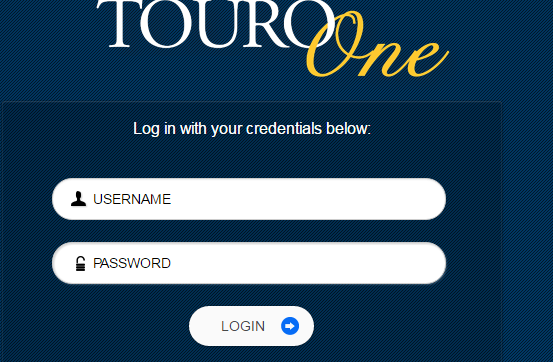 TOURO One
Log in with your credentials below:
USERNAME
PASSWORD
LOGIN